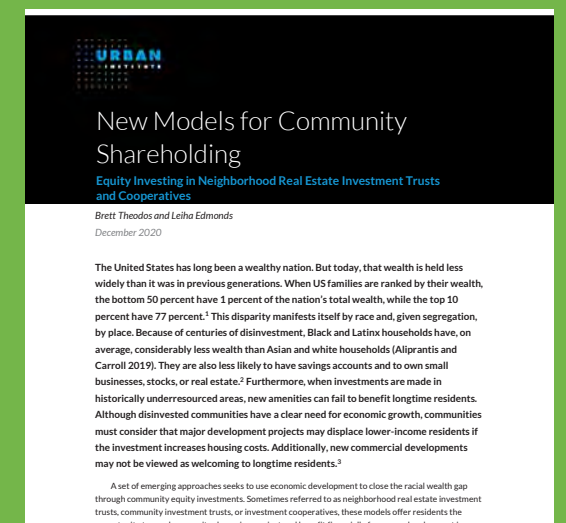 URBAN
INSTITUTE
New Models for Community
Shareholding
Equity Investing in Neighborhood Real Estate Investment Trusts
and Cooperatives
Brett Theodos and Leiha Edmonds
December 2020
The United States has long been a wealthy nation. But today, that wealth is held less
widely than it was in previous generations. When US families are ranked by their wealth,
the bottom 50 percent have 1 percent of the nation’s total wealth, while the top 10
percent have 77 percent.¹ This disparity manifests itself by race and, given segregation,
by place. Because of centuries of disinvestment, Black and Latinx households have, on
average, considerably less wealth than Asian and white households (Aliprantis and
Carroll 2019). They are also less likely to have savings accounts and to own small
businesses, stocks, or real estate.² Furthermore, when investments are made in
historically underresourced areas, new amenities can fail to benefit longtime residents.
Although disinvested communities have a clear need for economic growth, communities
must consider that major development projects may displace lower-income residents if
the investment increases housing costs. Additionally, new commercial developments
may not be viewed as welcoming to longtime residents.³
A set of emerging approaches seeks to use economic development to close the racial wealth gap
through community equity investments. Sometimes referred to as neighborhood real estate investment
trusts, community investment trusts, or investment cooperatives, these models offer residents the